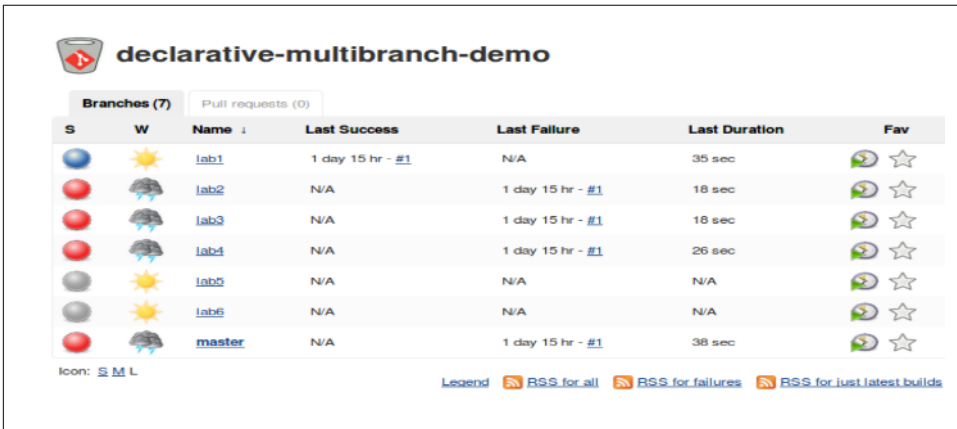 declarative-multibranch-demo
Branches (7) Pull requests (0)
S W Name ↓ Last Success Last Failure Last Duration Fav
lab1 1 day 15 hr - #1 N/A 35 sec
lab2 N/A 1 day 15 hr - #1 18 sec
lab3 N/A 1 day 15 hr - #1 18 sec
lab4 N/A 1 day 15 hr - #1 26 sec
lab5 N/A N/A N/A
lab6 N/A N/A N/A
master N/A 1 day 15 hr - #1 38 sec
Icon: S M L
Legend RSS for all RSS for failures RSS for just latest builds